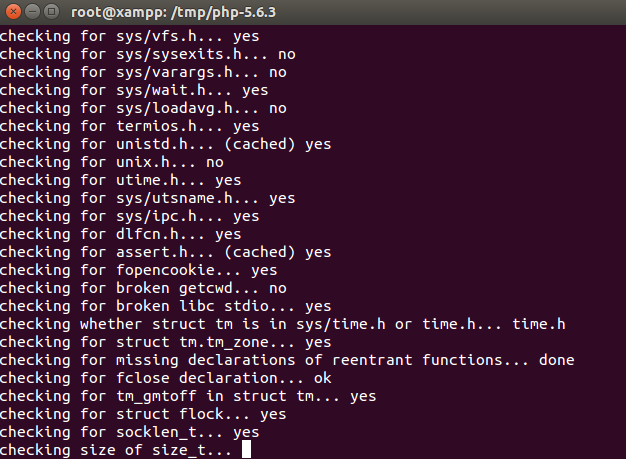 root@xampp: /tmp/php-5.6.3
checking for sys/vfs.h... yes
checking for sys/sysexits.h... no
checking for sys/varargs.h... no
checking for sys/wait.h... yes
checking for sys/loadavg.h... no
checking for termios.h... yes
checking for unistd.h... (cached) yes
checking for unix.h... no
checking for utime.h... yes
checking for sys/utsname.h... yes
checking for sys/ipc.h... yes
checking for dlfcn.h... yes
checking for assert.h... (cached) yes
checking for fopencookie... yes
checking for broken getcwd... no
checking for broken libc stdio... yes
checking whether struct tm is in sys/time.h or time.h... time.h
checking for struct tm.tm_zone... yes
checking for missing declarations of reentrant functions... done
checking for fclose declaration... ok
checking for tm_gmtoff in struct tm... yes
checking for struct flock... yes
checking for socklen_t... yes
checking size of size_t...